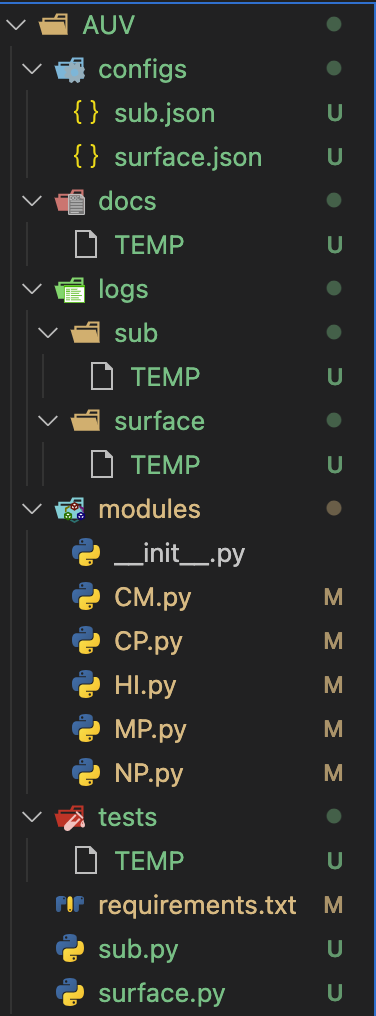 AUV
configs
{ } sub.json U
{ } surface.json U
docs
TEMP U
logs
sub
TEMP U
surface
TEMP U
modules
__init__.py
CM.py M
CP.py M
HI.py M
MP.py M
NP.py M
tests
TEMP U
requirements.txt M
sub.py U
surface.py U